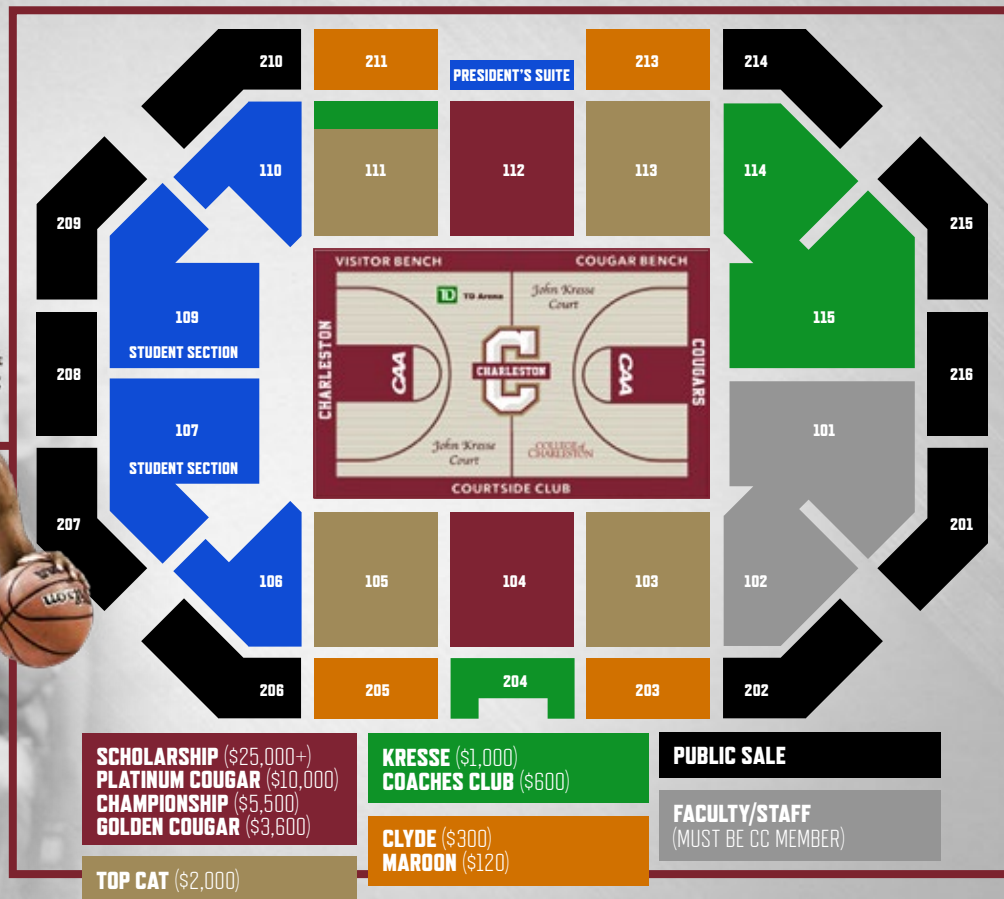 210
211
PRESIDENT'S SUITE
213
214
110
111
112
113
114
209
215
VISITOR BENCH
COUGAR BENCH
TD
TD Arena
John Kresse
Court
109
STUDENT SECTION
115
208
CHARLESTON
CAA
C
CHARLESTON
CAA
COUGARS
216
107
STUDENT SECTION
101
John Kresse
Court
COLLEGE of
CHARLESTON
COURTSIDE CLUB
207
201
106
105
104
103
102
206
205
204
203
202
SCHOLARSHIP ($25,000+)
PLATINUM COUGAR ($10,000)
CHAMPIONSHIP ($5,500)
GOLDEN COUGAR ($3,600)
TOP CAT ($2,000)
KRESSE ($1,000)
COACHES CLUB ($600)
CLYDE ($300)
MAROON ($120)
PUBLIC SALE
FACULTY/STAFF
(MUST BE CC MEMBER)